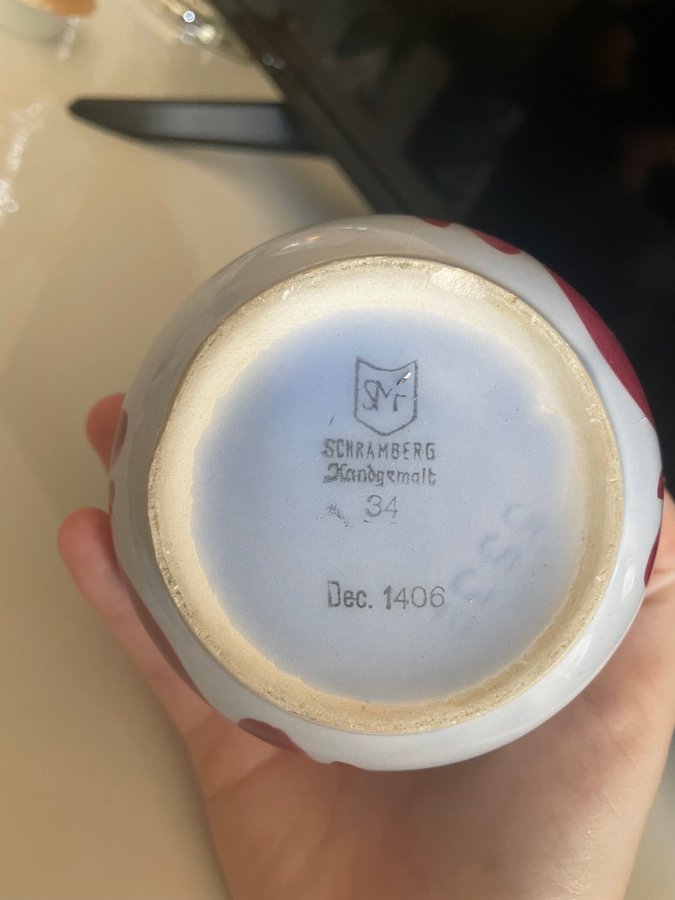 SMF
SCHRAMBERG
Handgemalt
34
Dec. 1406